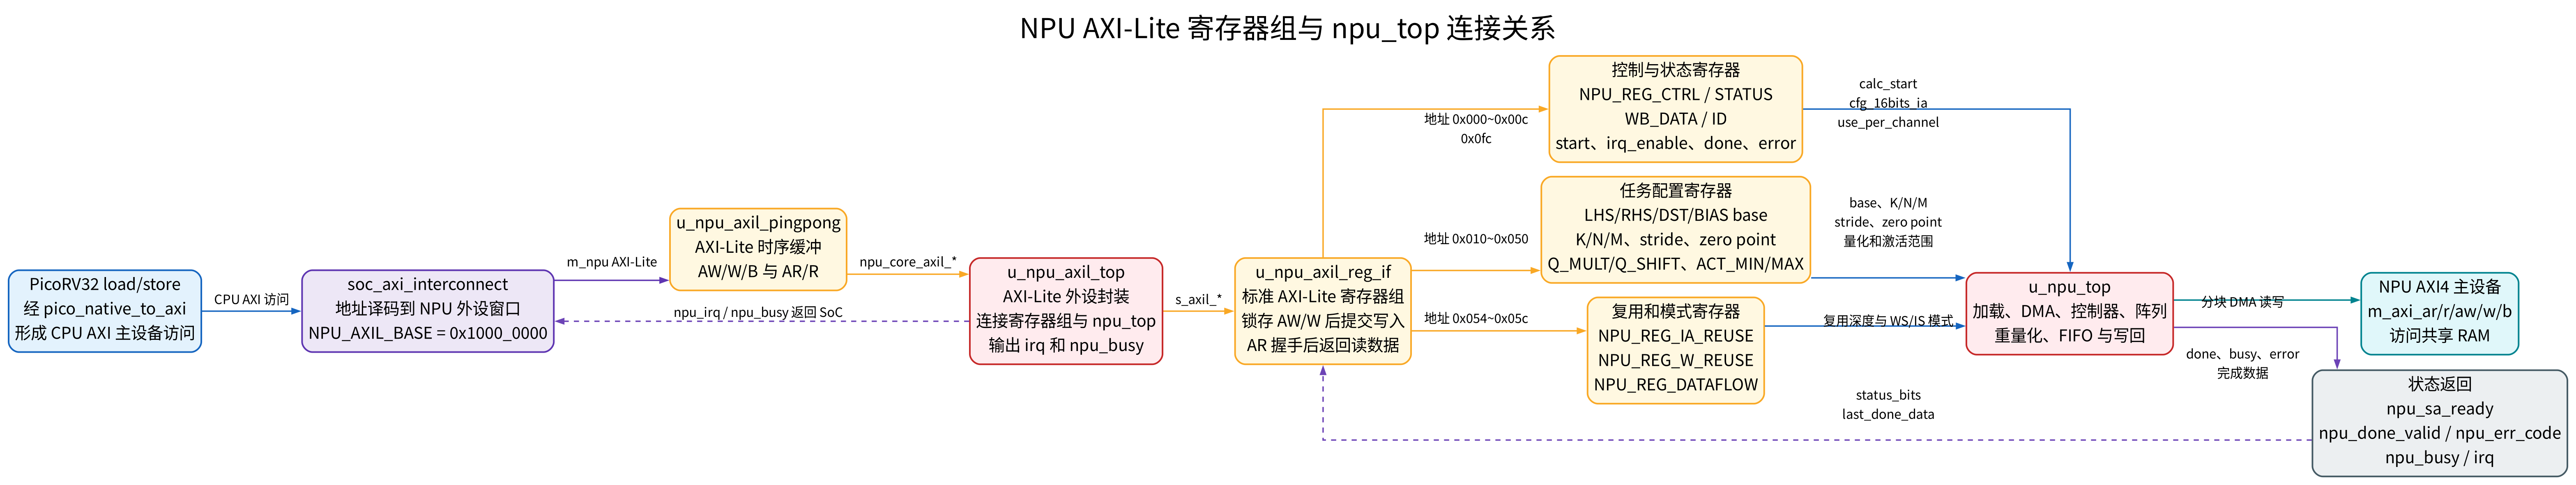 NPU AXI-Lite 寄存器组与 npu_top 连接关系
PicoRV32 load/store
经 pico_native_to_axi
形成 CPU AXI 主设备访问
CPU AXI 访问
soc_axi_interconnect
地址译码到 NPU 外设窗口
NPU_AXIL_BASE = 0x1000_0000
m_npu AXI-Lite
u_npu_axil_pingpong
AXI-Lite 时序缓冲
AW/W/B 与 AR/R
npu_core_axil_*
npu_irq / npu_busy 返回 SoC
u_npu_axil_top
AXI-Lite 外设封装
连接寄存器组与 npu_top
输出 irq 和 npu_busy
s_axil_*
u_npu_axil_reg_if
标准 AXI-Lite 寄存器组
锁存 AW/W 后提交写入
AR 握手后返回读数据
地址 0x000~0x00c
0x0fc
控制与状态寄存器
NPU_REG_CTRL / STATUS
WB_DATA / ID
start、irq_enable、done、error
calc_start
cfg_16bits_ia
use_per_channel
地址 0x010~0x050
任务配置寄存器
LHS/RHS/DST/BIAS base
K/N/M、stride、zero point
Q_MULT/Q_SHIFT、ACT_MIN/MAX
base、K/N/M
stride、zero point
量化和激活范围
地址 0x054~0x05c
复用和模式寄存器
NPU_REG_IA_REUSE
NPU_REG_W_REUSE
NPU_REG_DATAFLOW
复用深度与 WS/IS 模式
u_npu_top
加载、DMA、控制器、阵列
重量化、FIFO 与写回
分块 DMA 读写
NPU AXI4 主设备
m_axi_ar/r/aw/w/b
访问共享 RAM
done、busy、error
完成数据
状态返回
npu_sa_ready
npu_done_valid / npu_err_code
npu_busy / irq
status_bits
last_done_data